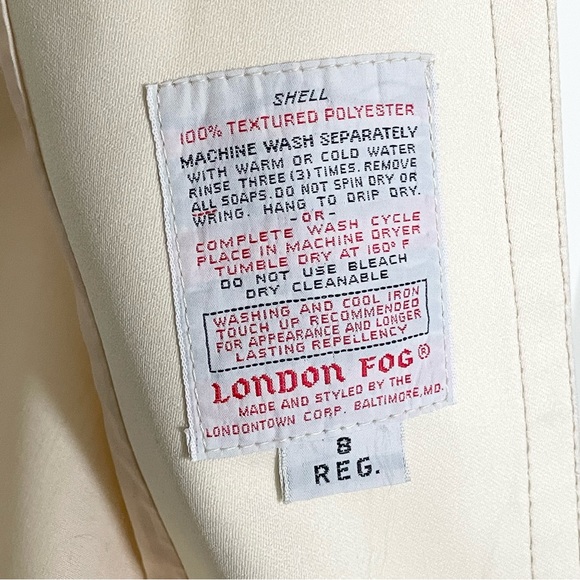 SHELL
100% TEXTURED POLYESTER
MACHINE WASH SEPARATELY
WITH WARM OR COLD WATER
RINSE THREE (3) TIMES. REMOVE
ALL SOAPS. DO NOT SPIN DRY OR
WRING. HANG TO DRIP DRY.
-OR-
COMPLETE WASH CYCLE
PLACE IN MACHINE DRYER
TUMBLE DRY AT 160° F
DO NOT USE BLEACH
DRY CLEANABLE
WASHING AND COOL IRON
TOUCH UP RECOMMENDED
FOR APPEARANCE AND LONGER
LASTING REPELLENCY
LONDON FOG®
MADE AND STYLED BY THE
LONDONTOWN CORP. BALTIMORE, MD.
8
REG.